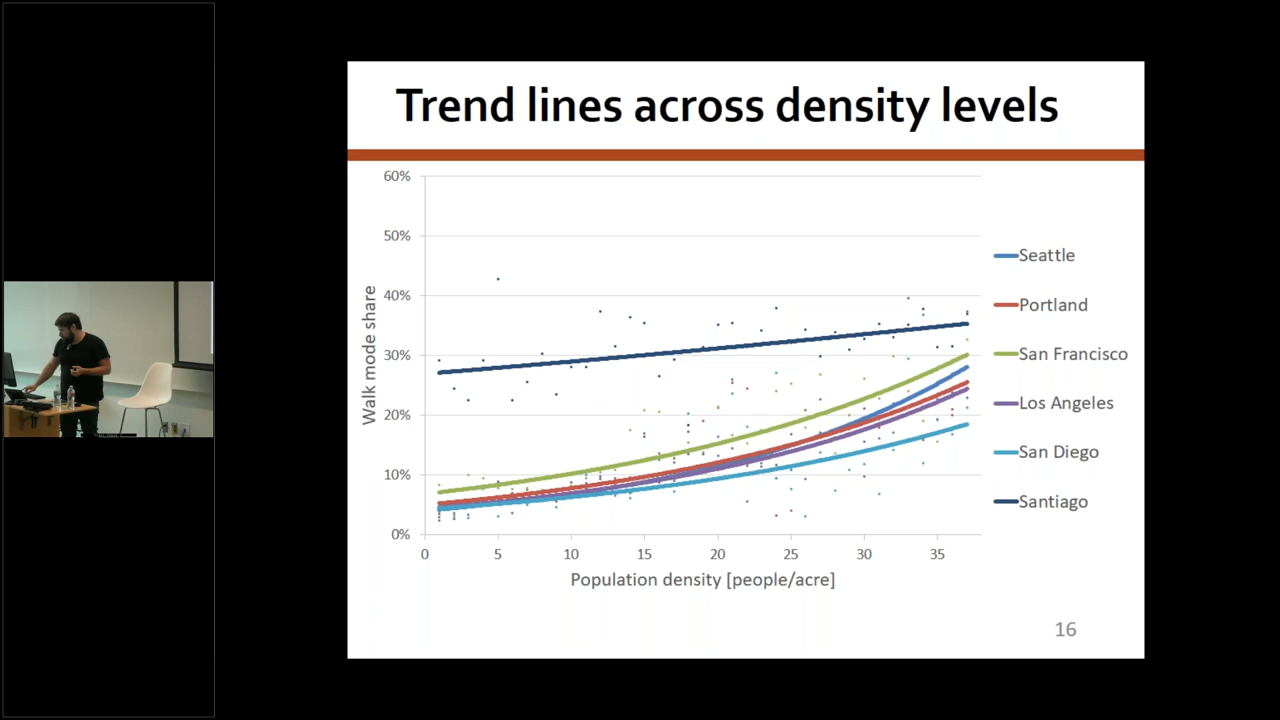 Trend lines across density levels
60%
50%
40%
30%
20%
10%
0%
Walk mode share
0 5 10 15 20 25 30 35
Population density [people/acre]
Seattle
Portland
San Francisco
Los Angeles
San Diego
Santiago
16